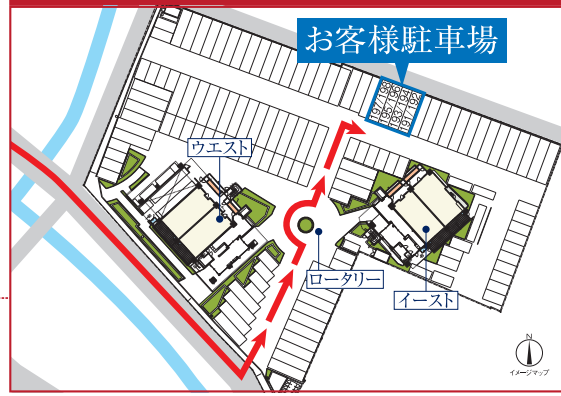 お客様駐車場
197/198
195/196
193/194
191/192
ウエスト
ロータリー
イースト
N
イメージマップ